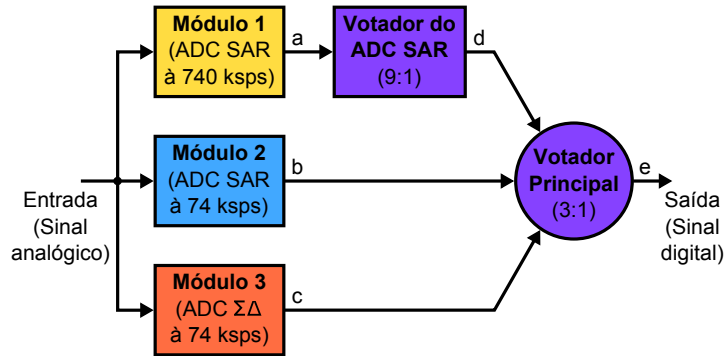 Módulo 1
(ADC SAR
à 740 ksps)
a
Votador do
ADC SAR
(9:1)
d
Módulo 2
(ADC SAR
à 74 ksps)
b
Votador
Principal
(3:1)
e
Entrada
(Sinal
analógico)
Saída
(Sinal
digital)
Módulo 3
(ADC ΣΔ
à 74 ksps)
c